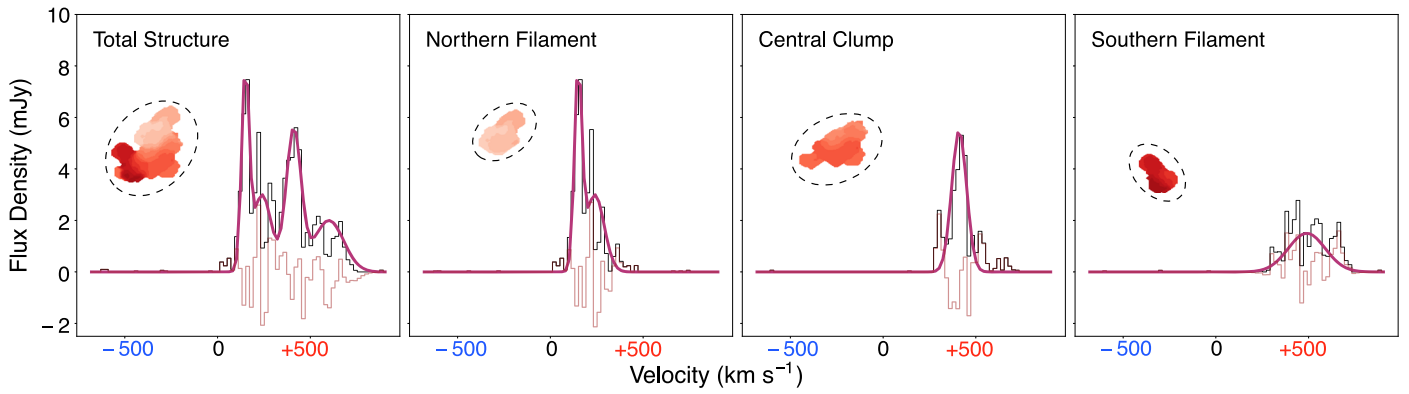 Total Structure
Northern Filament
Central Clump
Southern Filament
Flux Density (mJy)
10
8
6
4
2
0
−2
−500 0 +500
−500 0 +500
−500 0 +500
−500 0 +500
Velocity (km s⁻¹)